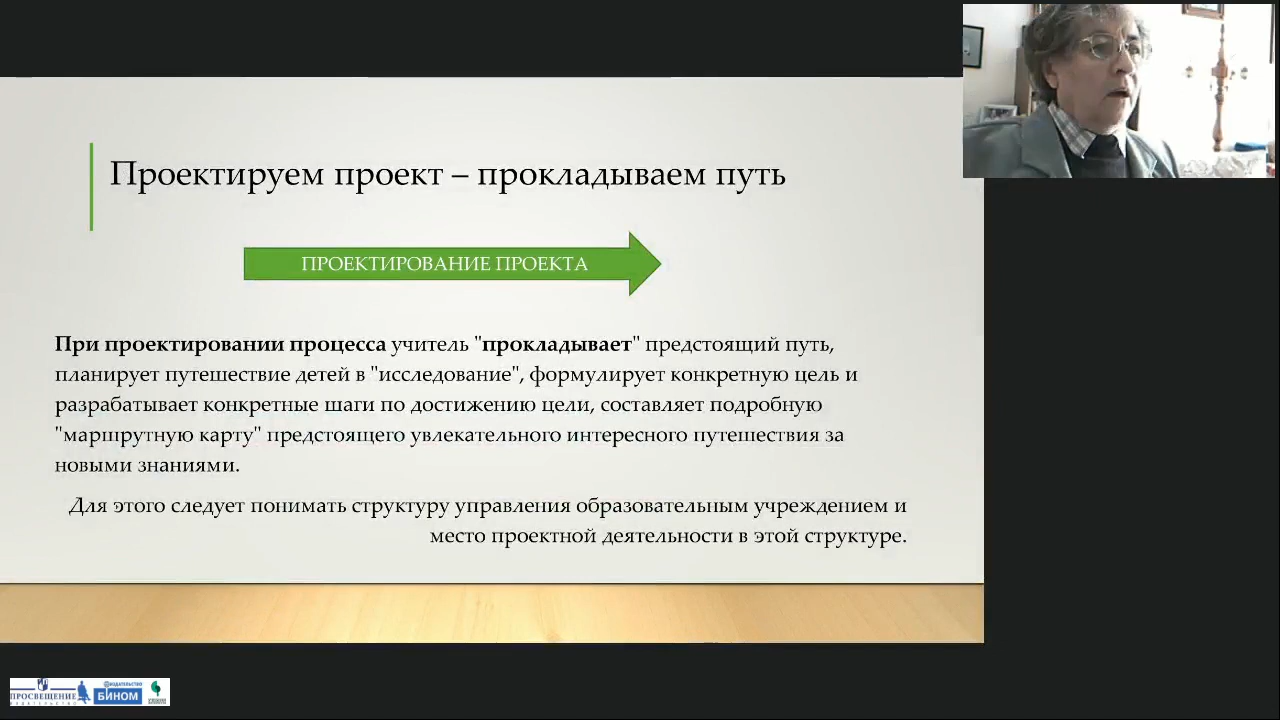 Проектируем проект – прокладываем путь
ПРОЕКТИРОВАНИЕ ПРОЕКТА
При проектировании процесса учитель "прокладывает" предстоящий путь,
планирует путешествие детей в "исследование", формулирует конкретную цель и
разрабатывает конкретные шаги по достижению цели, составляет подробную
"маршрутную карту" предстоящего увлекательного интересного путешествия за
новыми знаниями.
Для этого следует понимать структуру управления образовательным учреждением и
место проектной деятельности в этой структуре.
ПРОСВЕЩЕНИЕ
ИЗДАТЕЛЬСТВО
ИЗДАТЕЛЬСТВО
БИНОМ